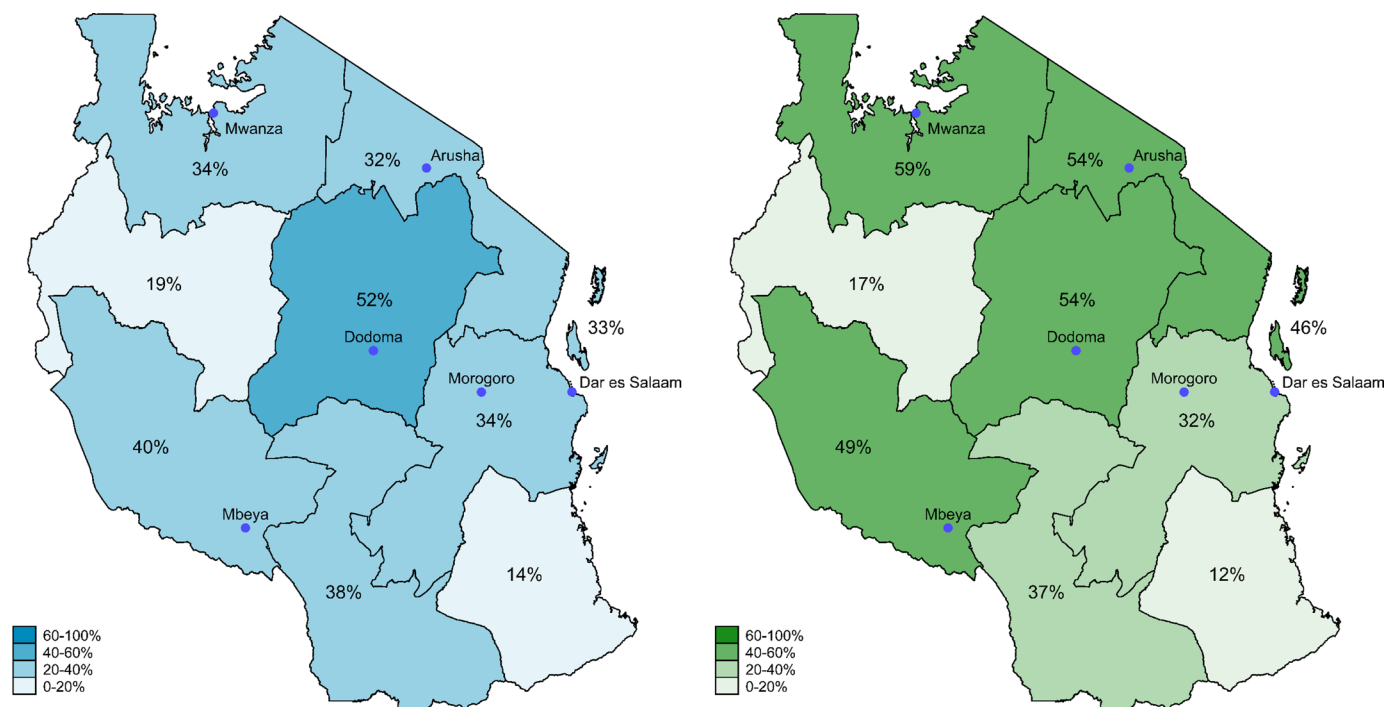 Mwanza
Arusha
34%
32%
19%
52%
33%
Dodoma
Dar es Salaam
Morogoro
34%
40%
Mbeya
14%
38%
60-100%
40-60%
20-40%
0-20%
Mwanza
Arusha
59%
54%
17%
54%
46%
Dodoma
Dar es Salaam
Morogoro
32%
49%
Mbeya
12%
37%
60-100%
40-60%
20-40%
0-20%